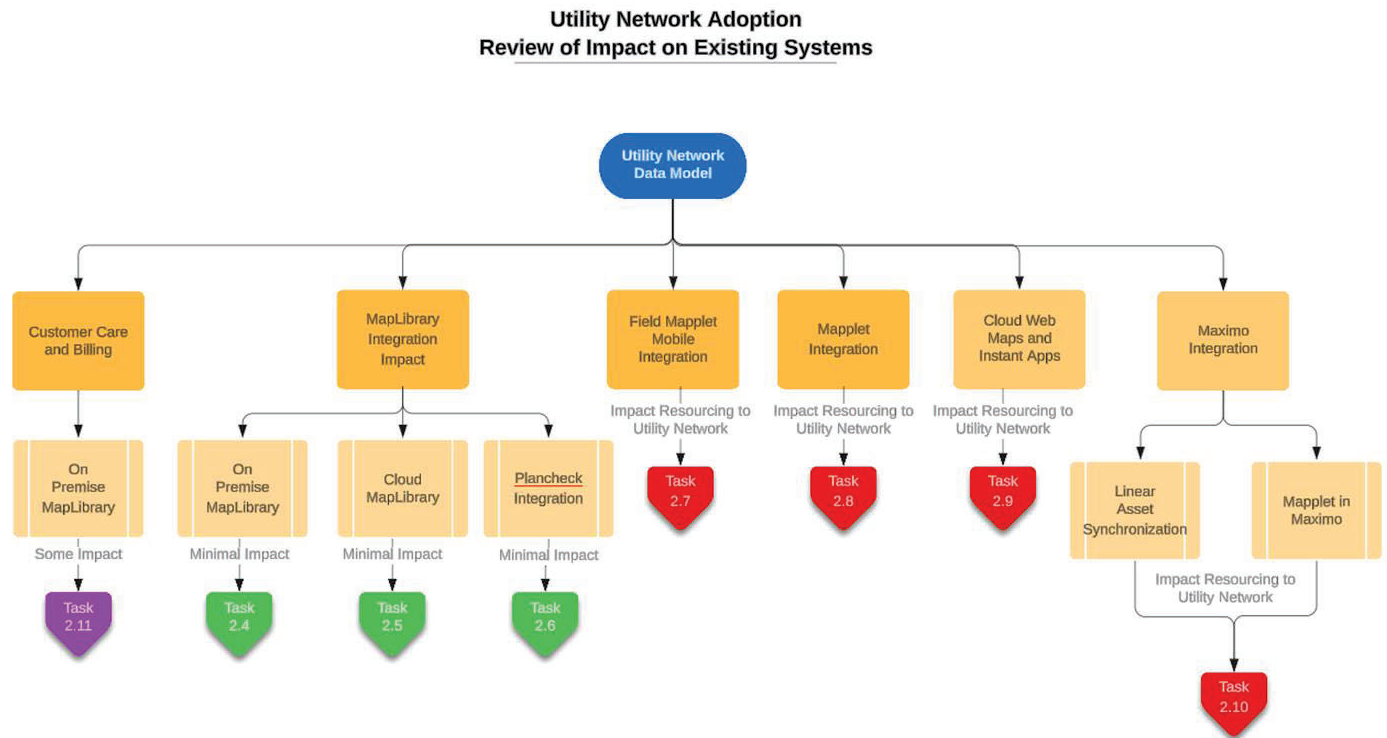 Utility Network Adoption
Review of Impact on Existing Systems
Utility Network
Data Model
Customer Care
and Billing
MapLibrary
Integration
Impact
Field Mapplet
Mobile
Integration
Mapplet
Integration
Cloud Web
Maps and
Instant Apps
Maximo
Integration
Impact Resourcing to
Utility Network
Impact Resourcing to
Utility Network
Impact Resourcing to
Utility Network
On
Premise
MapLibrary
On
Premise
MapLibrary
Cloud
MapLibrary
Plancheck
Integration
Task
2.7
Task
2.8
Task
2.9
Linear
Asset
Synchronization
Mapplet in
Maximo
Some Impact
Minimal Impact
Minimal Impact
Minimal Impact
Impact Resourcing to
Utility Network
Task
2.11
Task
2.4
Task
2.5
Task
2.6
Task
2.10